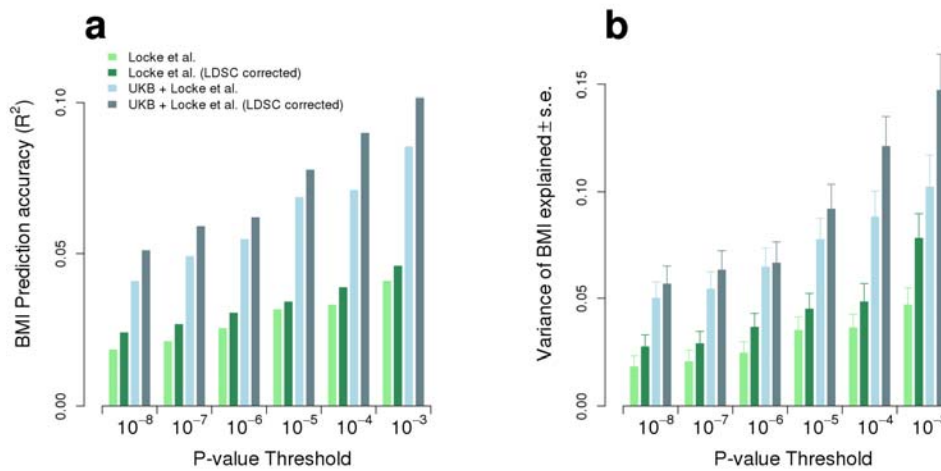 a
Locke et al.
Locke et al. (LDSC corrected)
UKB + Locke et al.
UKB + Locke et al. (LDSC corrected)
BMI Prediction accuracy (R²)
0.10
0.05
0.00
10⁻⁸ 10⁻⁷ 10⁻⁶ 10⁻⁵ 10⁻⁴ 10⁻³
P-value Threshold
b
Variance of BMI explained ± s.e.
0.15
0.10
0.05
0.00
10⁻⁸ 10⁻⁷ 10⁻⁶ 10⁻⁵ 10⁻⁴
P-value Threshold